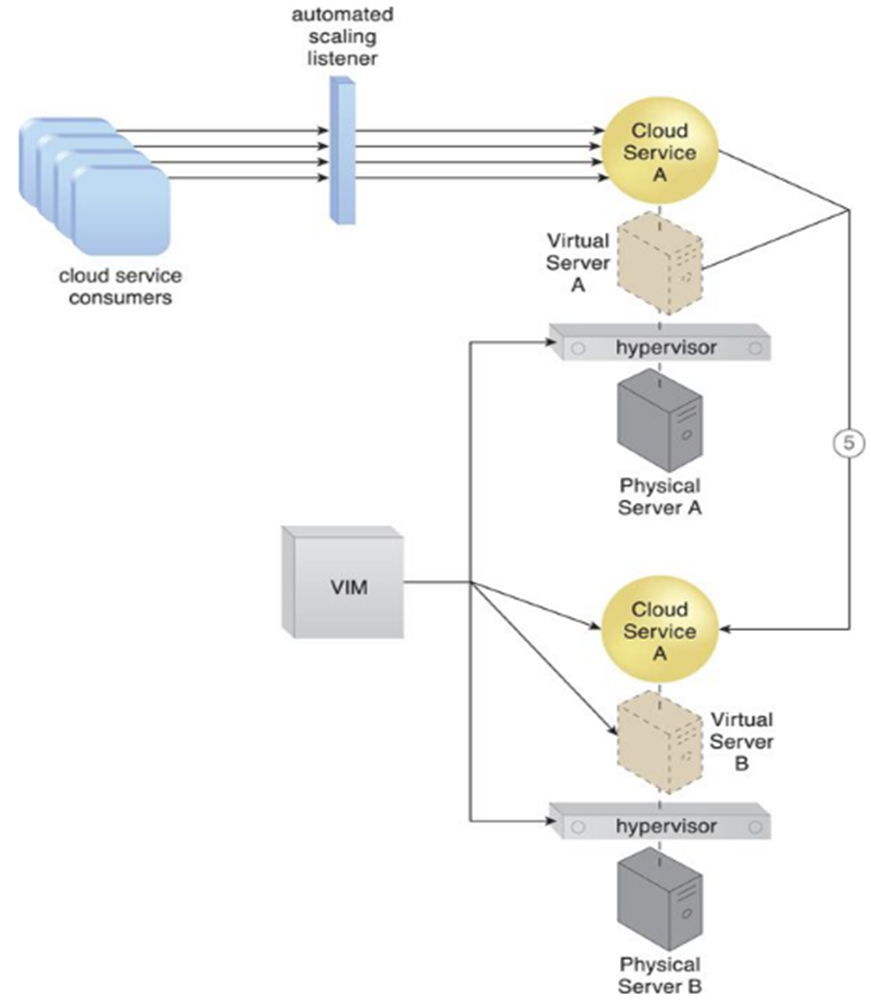 automated
scaling
listener
Cloud
Service
A
cloud service
consumers
Virtual
Server
A
hypervisor
Physical
Server A
5
VIM
Cloud
Service
A
Virtual
Server
B
hypervisor
Physical
Server B